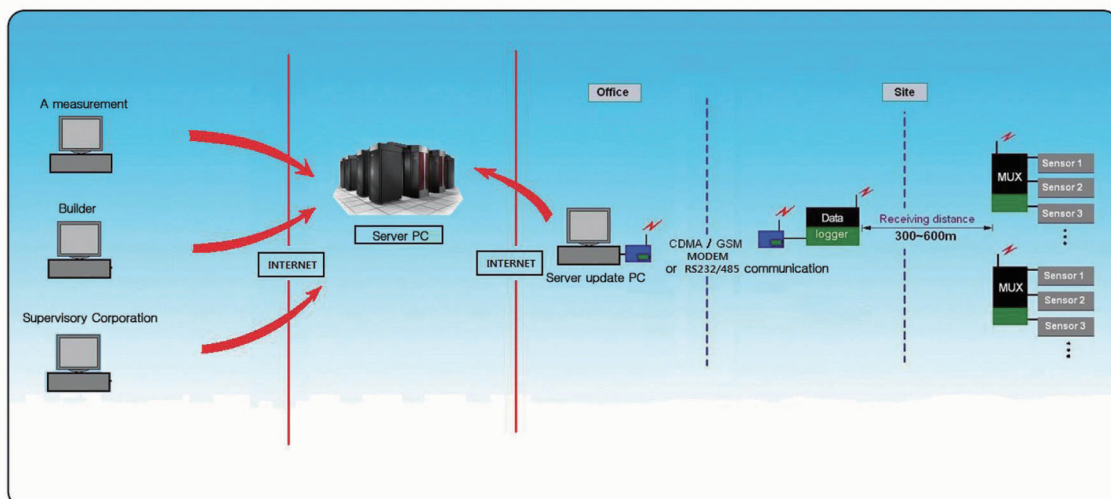 A measurement
Builder
Supervisory Corporation
INTERNET
Server PC
INTERNET
Office
Server update PC
CDMA / GSM
MODEM
or RS232/485 communication
Site
Data
logger
Receiving distance
300~600m
MUX
Sensor 1
Sensor 2
Sensor 3
MUX
Sensor 1
Sensor 2
Sensor 3